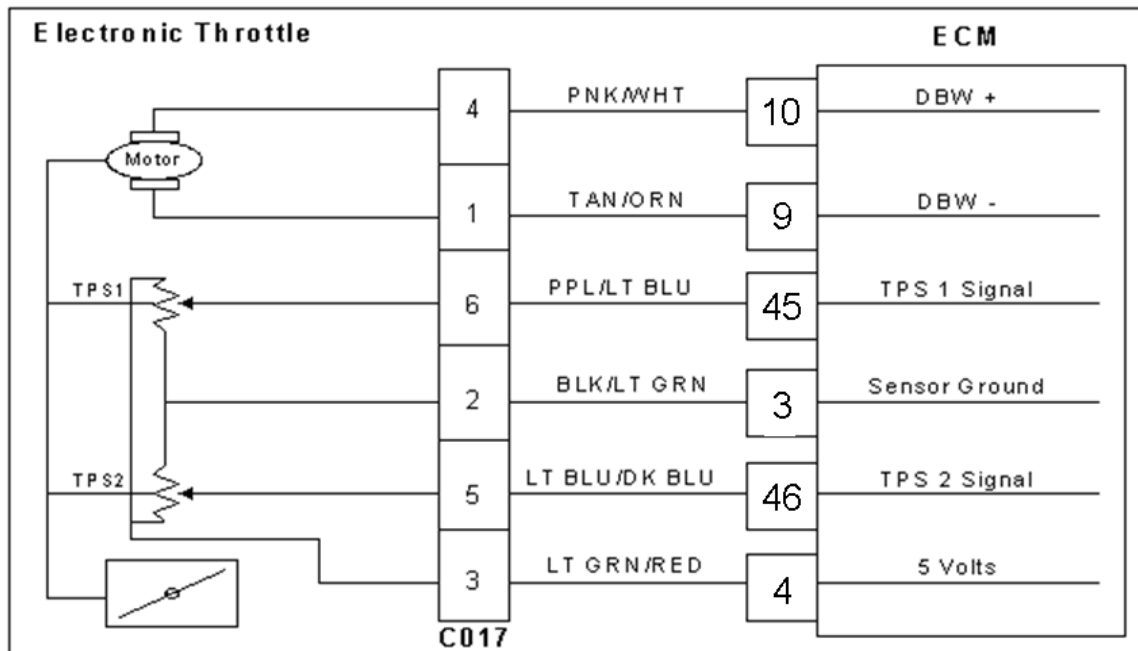 Electronic Throttle
ECM
4 PNK/WHT 10 DBW +
Motor
1 TAN/ORN 9 DBW -
TPS1 6 PPL/LT BLU 45 TPS 1 Signal
2 BLK/LT GRN 3 Sensor Ground
TPS2 5 LT BLU/DK BLU 46 TPS 2 Signal
3 LT GRN/RED 4 5 Volts
C017